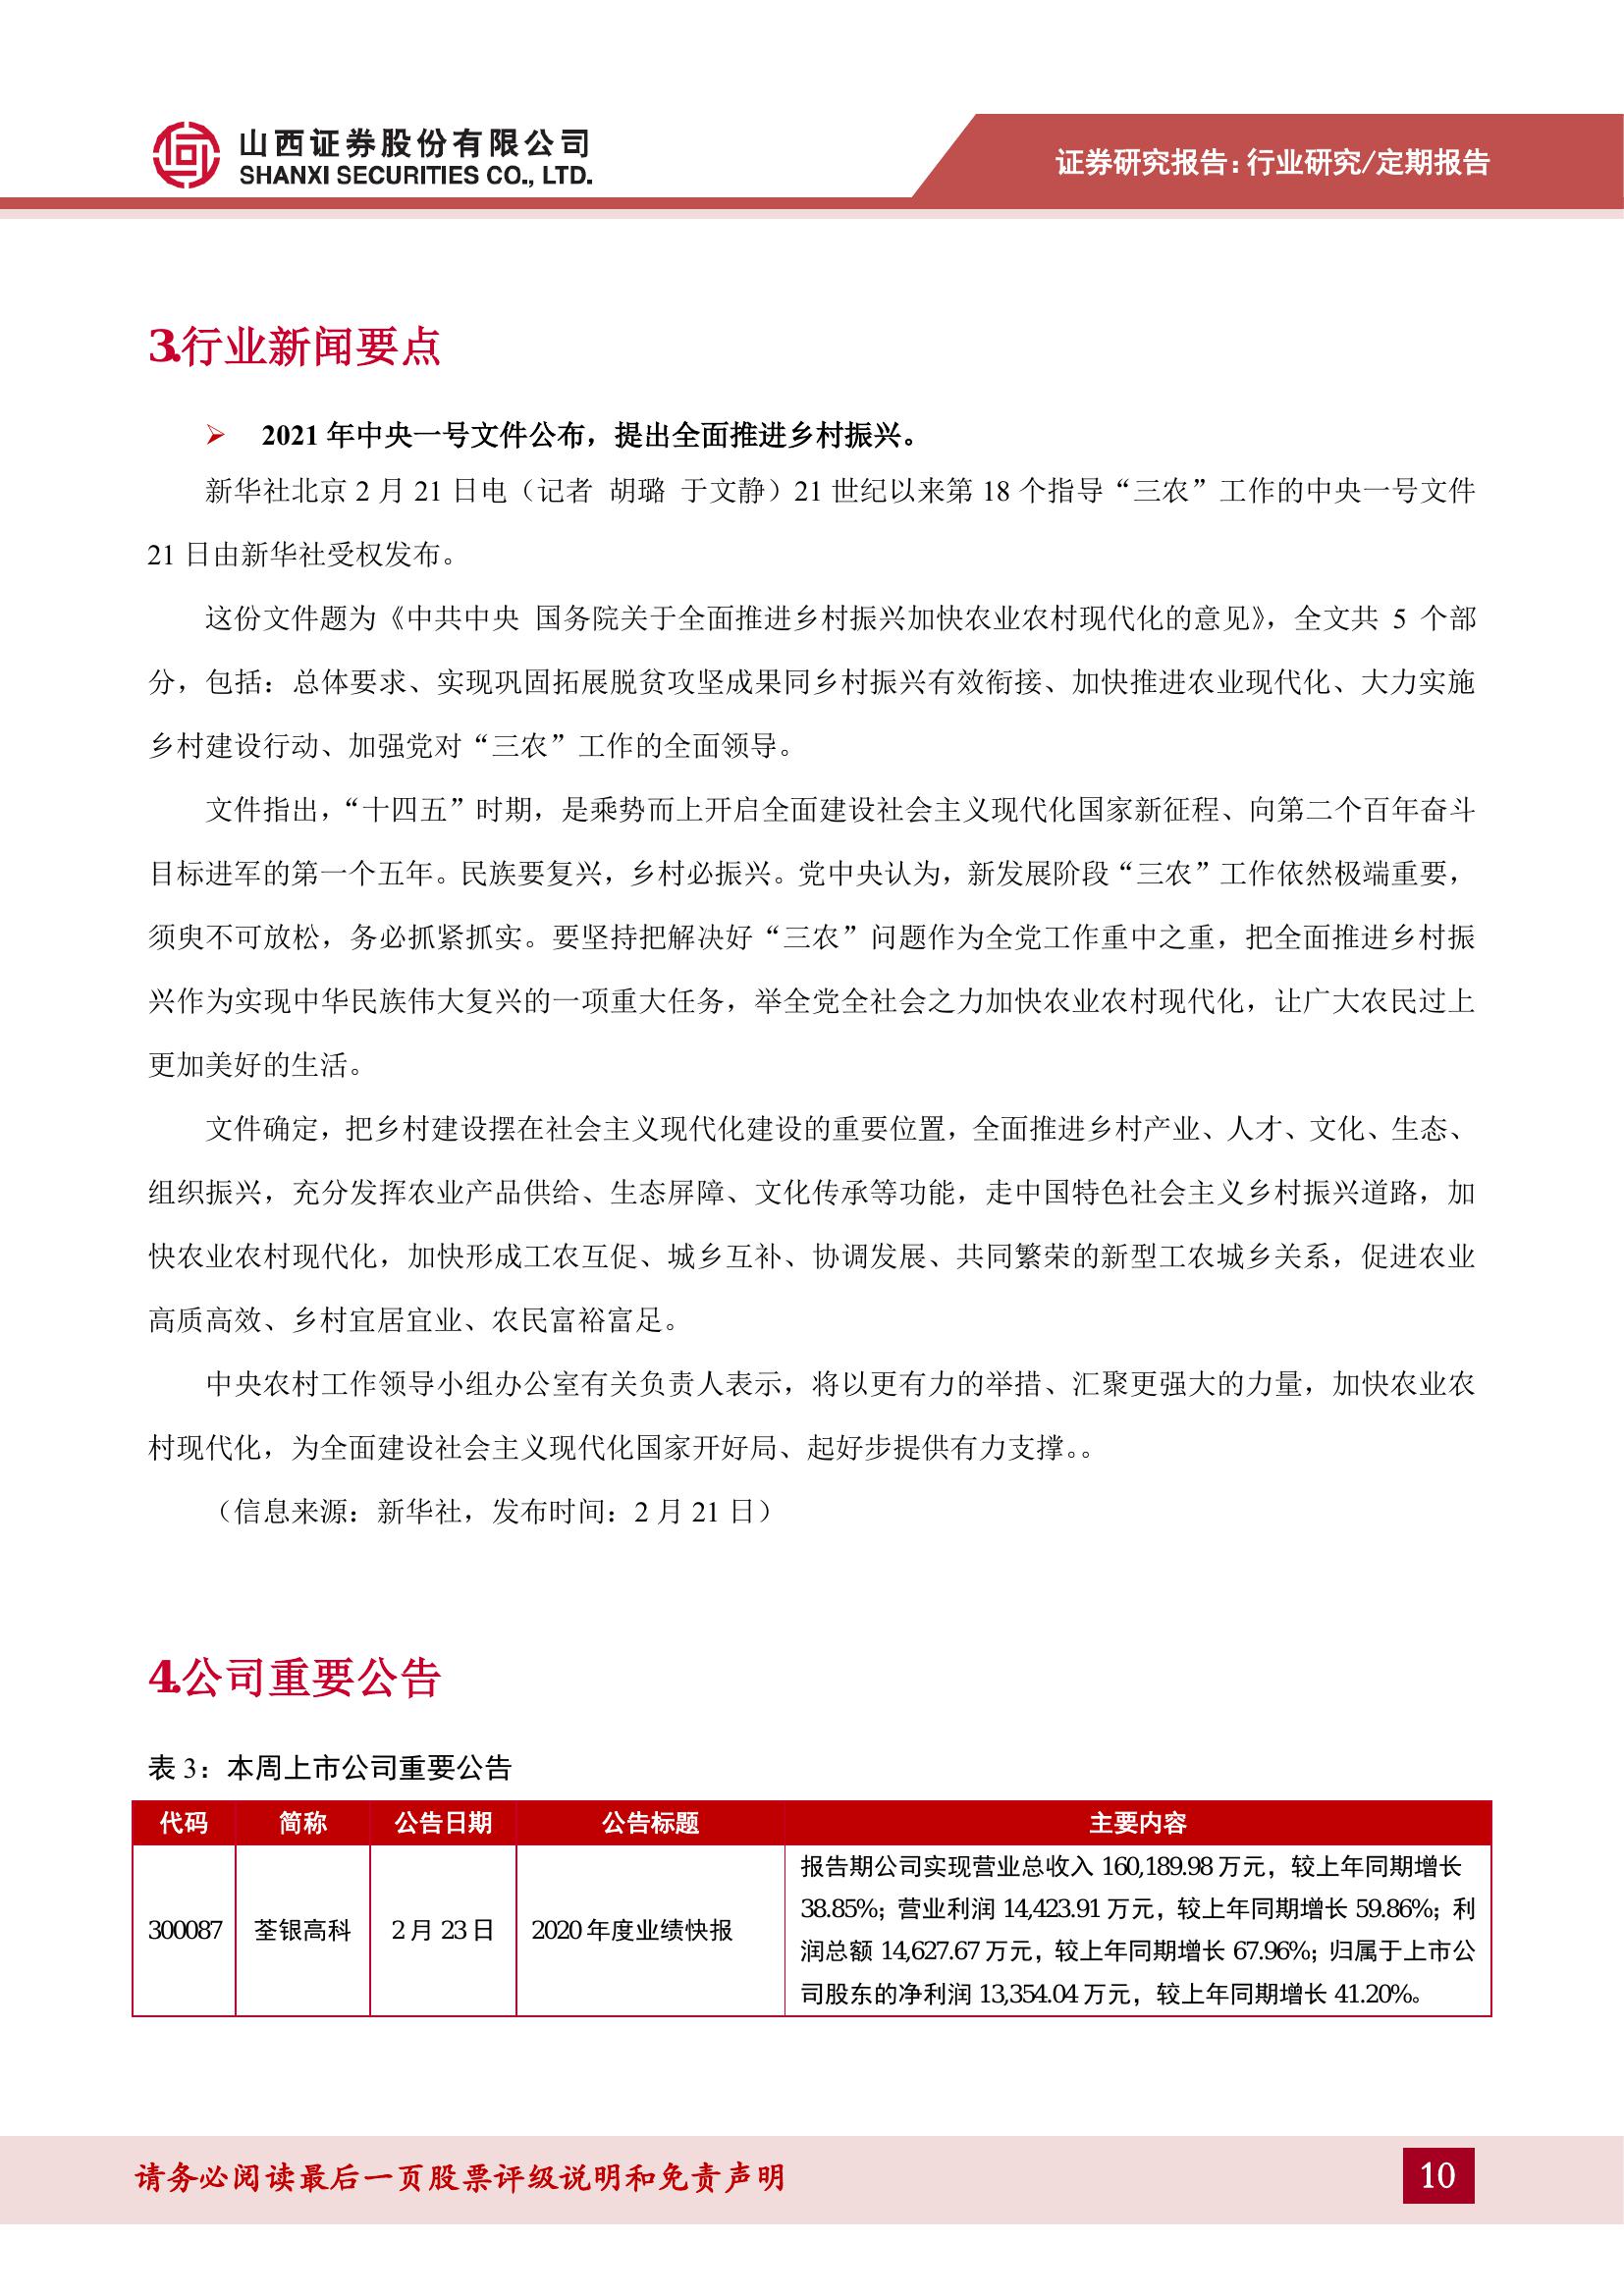 山西证券股份有限公司
SHANXI SECURITIES CO., LTD.
证券研究报告：行业研究/定期报告
3.行业新闻要点
➢ 2021 年中央一号文件公布，提出全面推进乡村振兴。
新华社北京 2 月 21 日电（记者 胡璐 于文静）21 世纪以来第 18 个指导“三农”工作的中央一号文件
21 日由新华社受权发布。
这份文件题为《中共中央 国务院关于全面推进乡村振兴加快农业农村现代化的意见》，全文共 5 个部
分，包括：总体要求、实现巩固拓展脱贫攻坚成果同乡村振兴有效衔接、加快推进农业现代化、大力实施
乡村建设行动、加强党对“三农”工作的全面领导。
文件指出，“十四五”时期，是乘势而上开启全面建设社会主义现代化国家新征程、向第二个百年奋斗
目标进军的第一个五年。民族要复兴，乡村必振兴。党中央认为，新发展阶段“三农”工作依然极端重要，
须臾不可放松，务必抓紧抓实。要坚持把解决好“三农”问题作为全党工作重中之重，把全面推进乡村振
兴作为实现中华民族伟大复兴的一项重大任务，举全党全社会之力加快农业农村现代化，让广大农民过上
更加美好的生活。
文件确定，把乡村建设摆在社会主义现代化建设的重要位置，全面推进乡村产业、人才、文化、生态、
组织振兴，充分发挥农业产品供给、生态屏障、文化传承等功能，走中国特色社会主义乡村振兴道路，加
快农业农村现代化，加快形成工农互促、城乡互补、协调发展、共同繁荣的新型工农城乡关系，促进农业
高质高效、乡村宜居宜业、农民富裕富足。
中央农村工作领导小组办公室有关负责人表示，将以更有力的举措、汇聚更强大的力量，加快农业农
村现代化，为全面建设社会主义现代化国家开好局、起好步提供有力支撑。。
（信息来源：新华社，发布时间：2 月 21 日）
4.公司重要公告
表 3：本周上市公司重要公告
代码 简称 公告日期 公告标题 主要内容
300087 荃银高科 2 月 23 日 2020 年度业绩快报
报告期公司实现营业总收入 160,189.98 万元，较上年同期增长
38.85%；营业利润 14,423.91 万元，较上年同期增长 59.86%；利
润总额 14,627.67 万元，较上年同期增长 67.96%；归属于上市公
司股东的净利润 13,354.04 万元，较上年同期增长 41.20%。
请务必阅读最后一页股票评级说明和免责声明
10